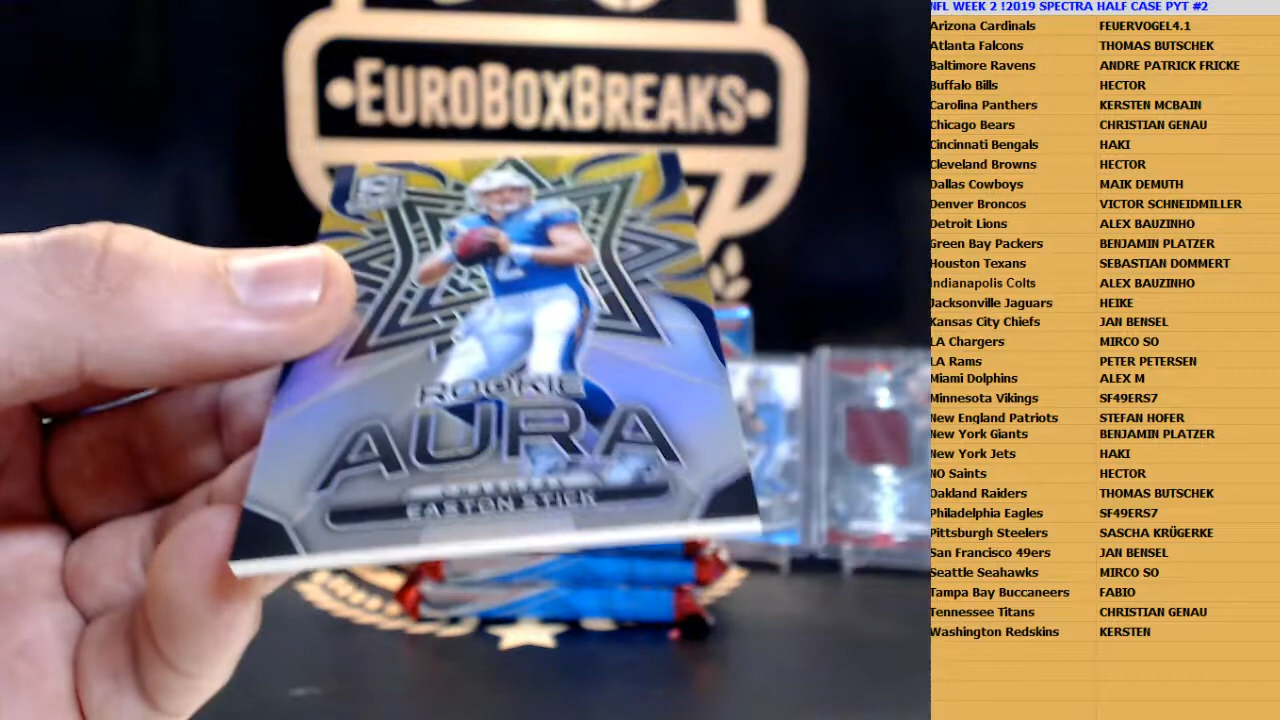 EUROBOXBREAKS
ROOKIE
AURA
CHARGERS
EASTON STICK
NFL WEEK 2 !2019 SPECTRA HALF CASE PYT #2
Arizona Cardinals FEUERVOGEL4.1
Atlanta Falcons THOMAS BUTSCHEK
Baltimore Ravens ANDRE PATRICK FRICKE
Buffalo Bills HECTOR
Carolina Panthers KERSTEN MCBAIN
Chicago Bears CHRISTIAN GENAU
Cincinnati Bengals HAKI
Cleveland Browns HECTOR
Dallas Cowboys MAIK DEMUTH
Denver Broncos VICTOR SCHNEIDMILLER
Detroit Lions ALEX BAUZINHO
Green Bay Packers BENJAMIN PLATZER
Houston Texans SEBASTIAN DOMMERT
Indianapolis Colts ALEX BAUZINHO
Jacksonville Jaguars HEIKE
Kansas City Chiefs JAN BENSEL
LA Chargers MIRCO SO
LA Rams PETER PETERSEN
Miami Dolphins ALEX M
Minnesota Vikings SF49ERS7
New England Patriots STEFAN HOFER
New York Giants BENJAMIN PLATZER
New York Jets HAKI
NO Saints HECTOR
Oakland Raiders THOMAS BUTSCHEK
Philadelphia Eagles SF49ERS7
Pittsburgh Steelers SASCHA KRÜGERKE
San Francisco 49ers JAN BENSEL
Seattle Seahawks MIRCO SO
Tampa Bay Buccaneers FABIO
Tennessee Titans CHRISTIAN GENAU
Washington Redskins KERSTEN